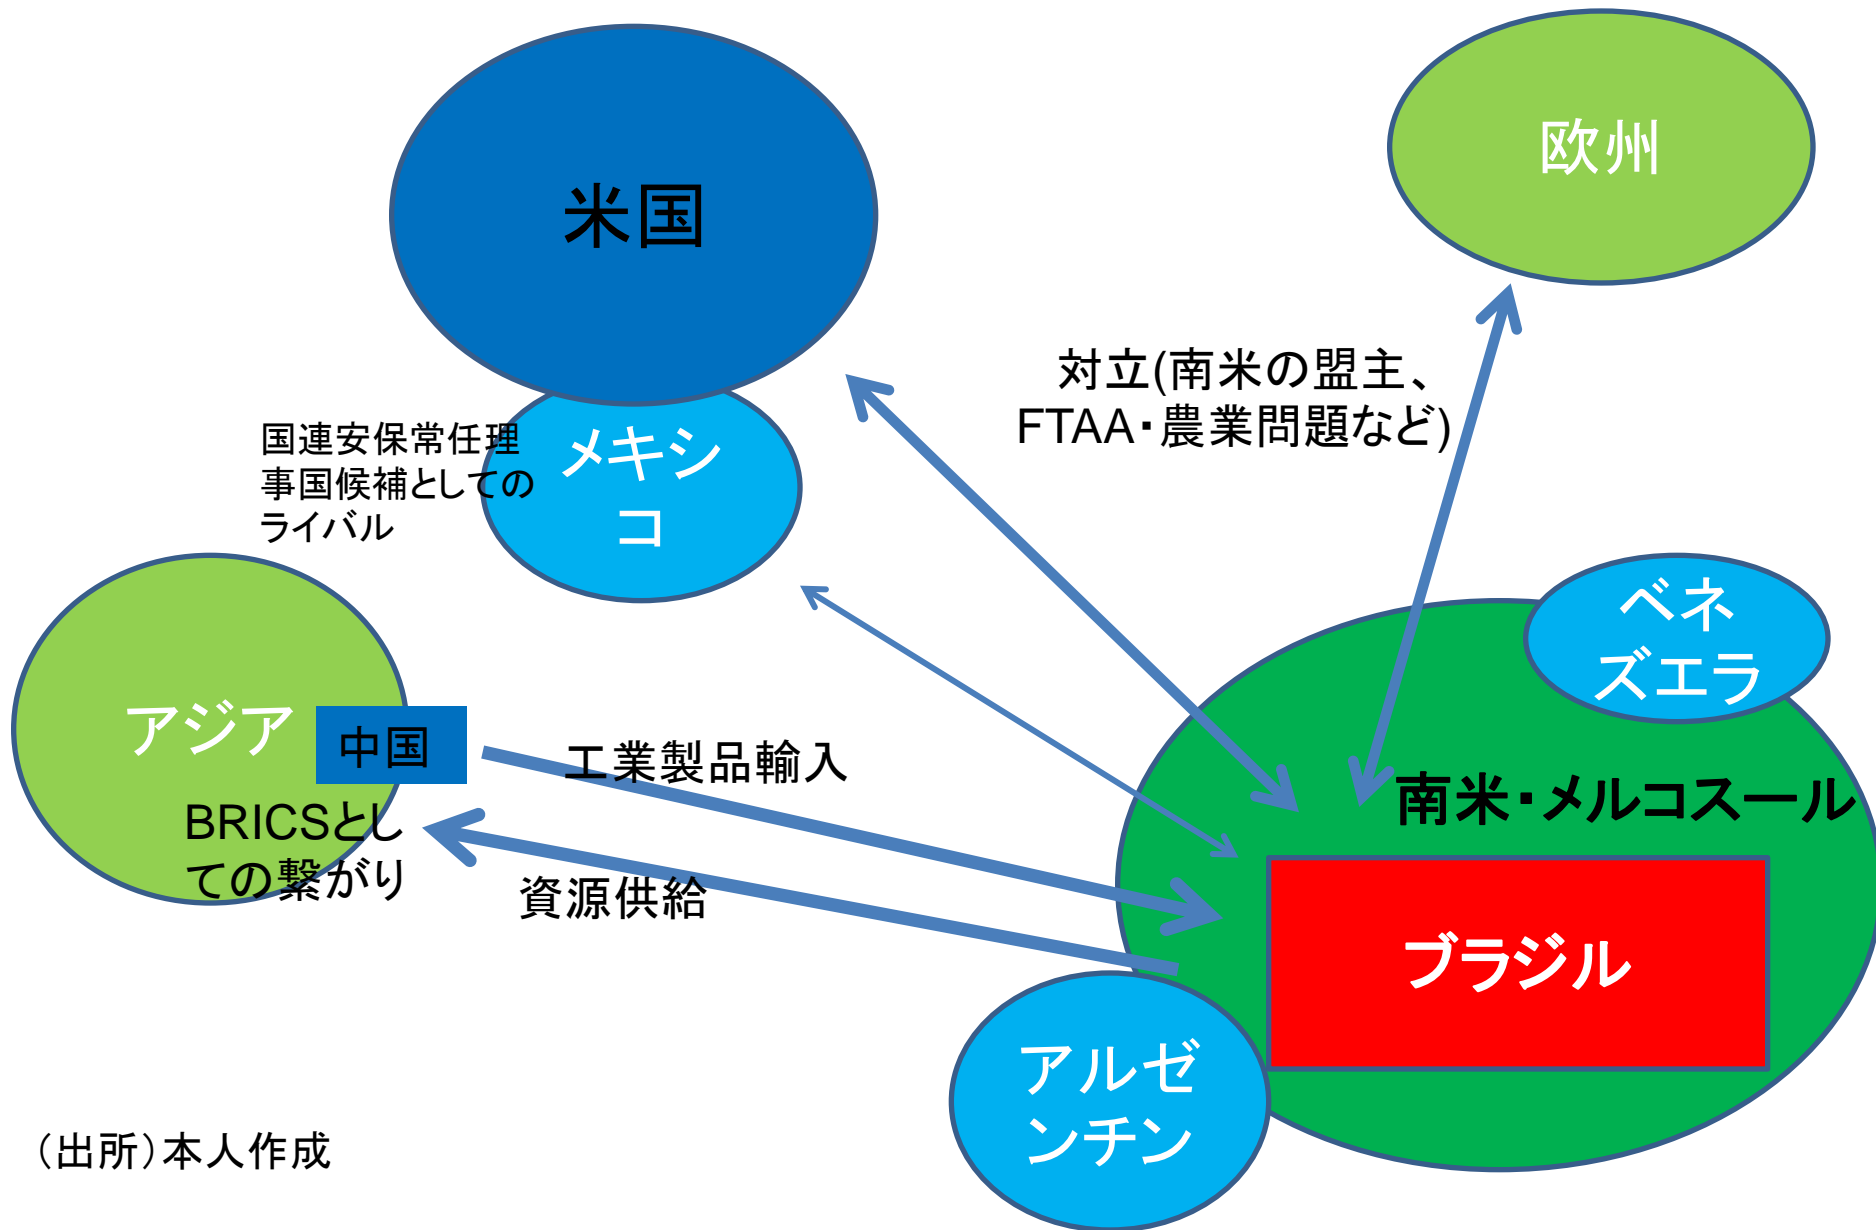 米国
欧州
対立(南米の盟主、
FTAA・農業問題など)
国連安保常任理
事国候補としての
ライバル
メキシ
コ
ベネ
ズエラ
アジア
中国
工業製品輸入
南米・メルコスール
BRICSとし
ての繋がり
資源供給
ブラジル
アルゼ
ンチン
（出所）本人作成